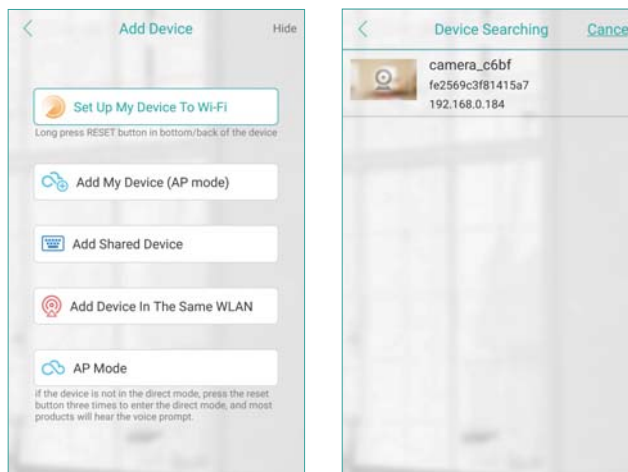 Add Device
Hide
Set Up My Device To Wi-Fi
Long press RESET button in bottom/back of the device
Add My Device (AP mode)
Add Shared Device
Add Device In The Same WLAN
AP Mode
if the device is not in the direct mode, press the reset
button three times to enter the direct mode, and most
products will hear the voice prompt.
Device Searching
Cance
camera_c6bf
fe2569c3f81415a7
192.168.0.184